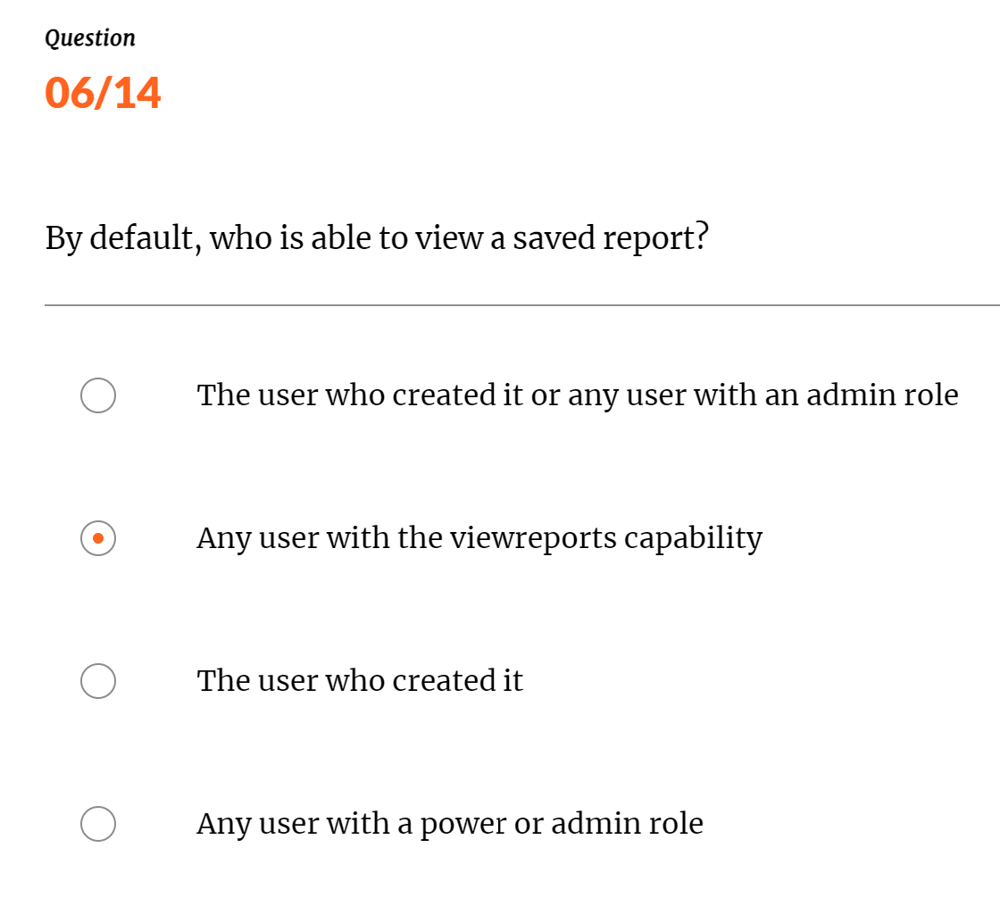 Question
06/14
By default, who is able to view a saved report?
The user who created it or any user with an admin role
Any user with the viewreports capability
The user who created it
Any user with a power or admin role